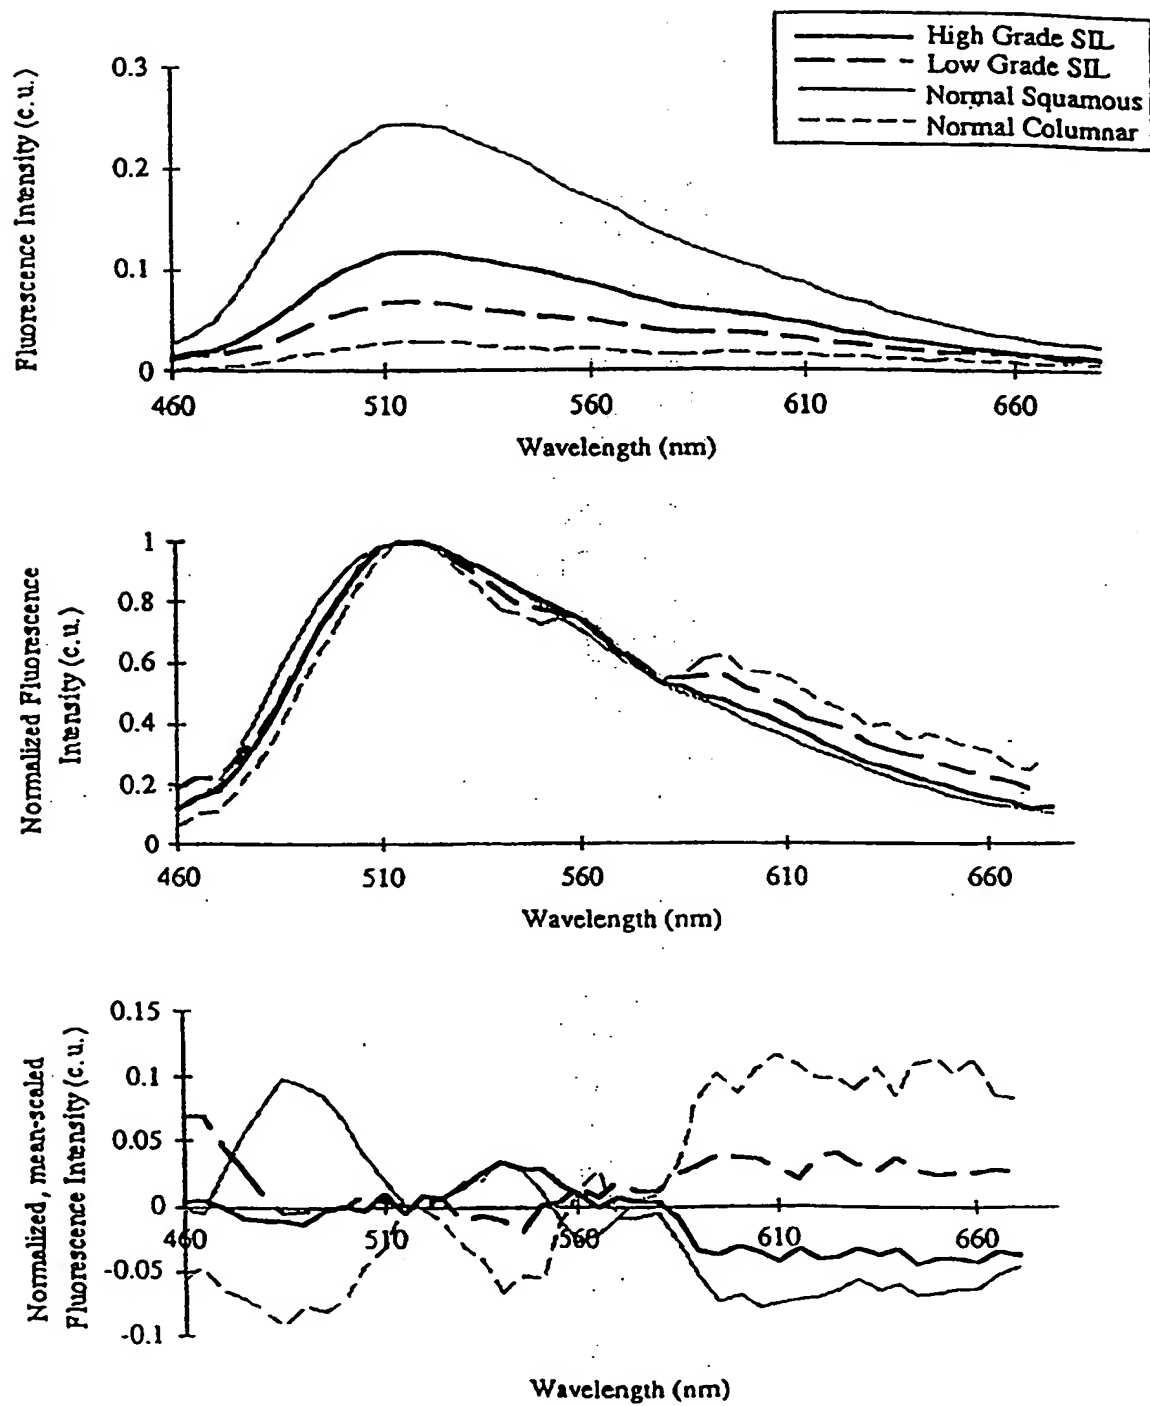 High Grade SIL
Low Grade SIL
Normal Squamous
Normal Columnar
Fluorescence Intensity (c.u.)
0.3
0.2
0.1
0
460 510 560 610 660
Wavelength (nm)
Normalized Fluorescence
Intensity (c.u.)
1
0.8
0.6
0.4
0.2
0
460 510 560 610 660
Wavelength (nm)
Normalized, mean-scaled
Fluorescence Intensity (c.u.)
0.15
0.1
0.05
0
-0.05
-0.1
460 510 560 610 660
Wavelength (nm)